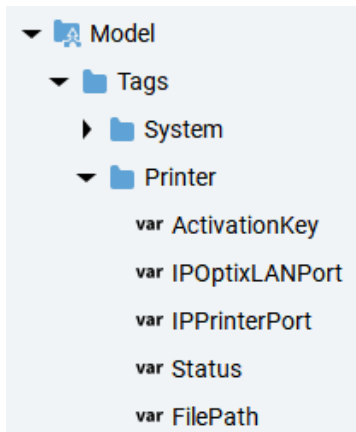 Model
Tags
System
Printer
var ActivationKey
var IPOptixLANPort
var IPPrinterPort
var Status
var FilePath